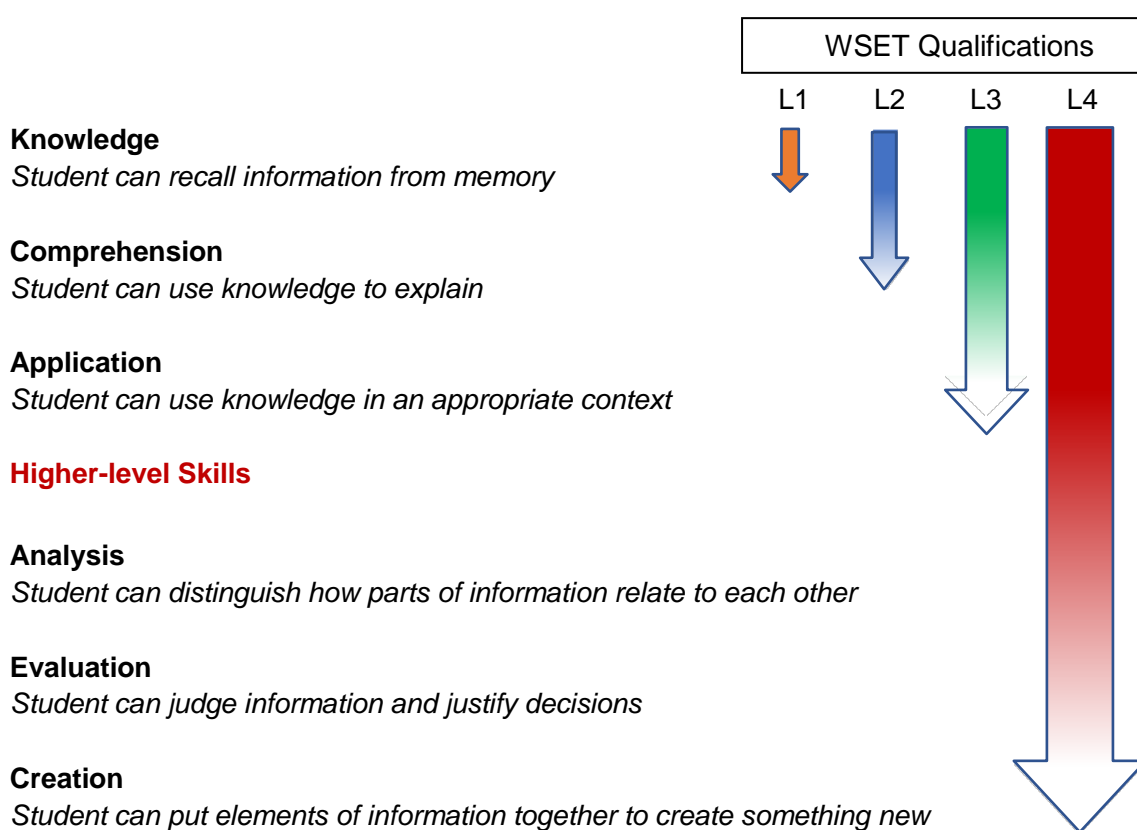 WSET Qualifications
L1 L2 L3 L4
Knowledge
Student can recall information from memory
Comprehension
Student can use knowledge to explain
Application
Student can use knowledge in an appropriate context
Higher-level Skills
Analysis
Student can distinguish how parts of information relate to each other
Evaluation
Student can judge information and justify decisions
Creation
Student can put elements of information together to create something new